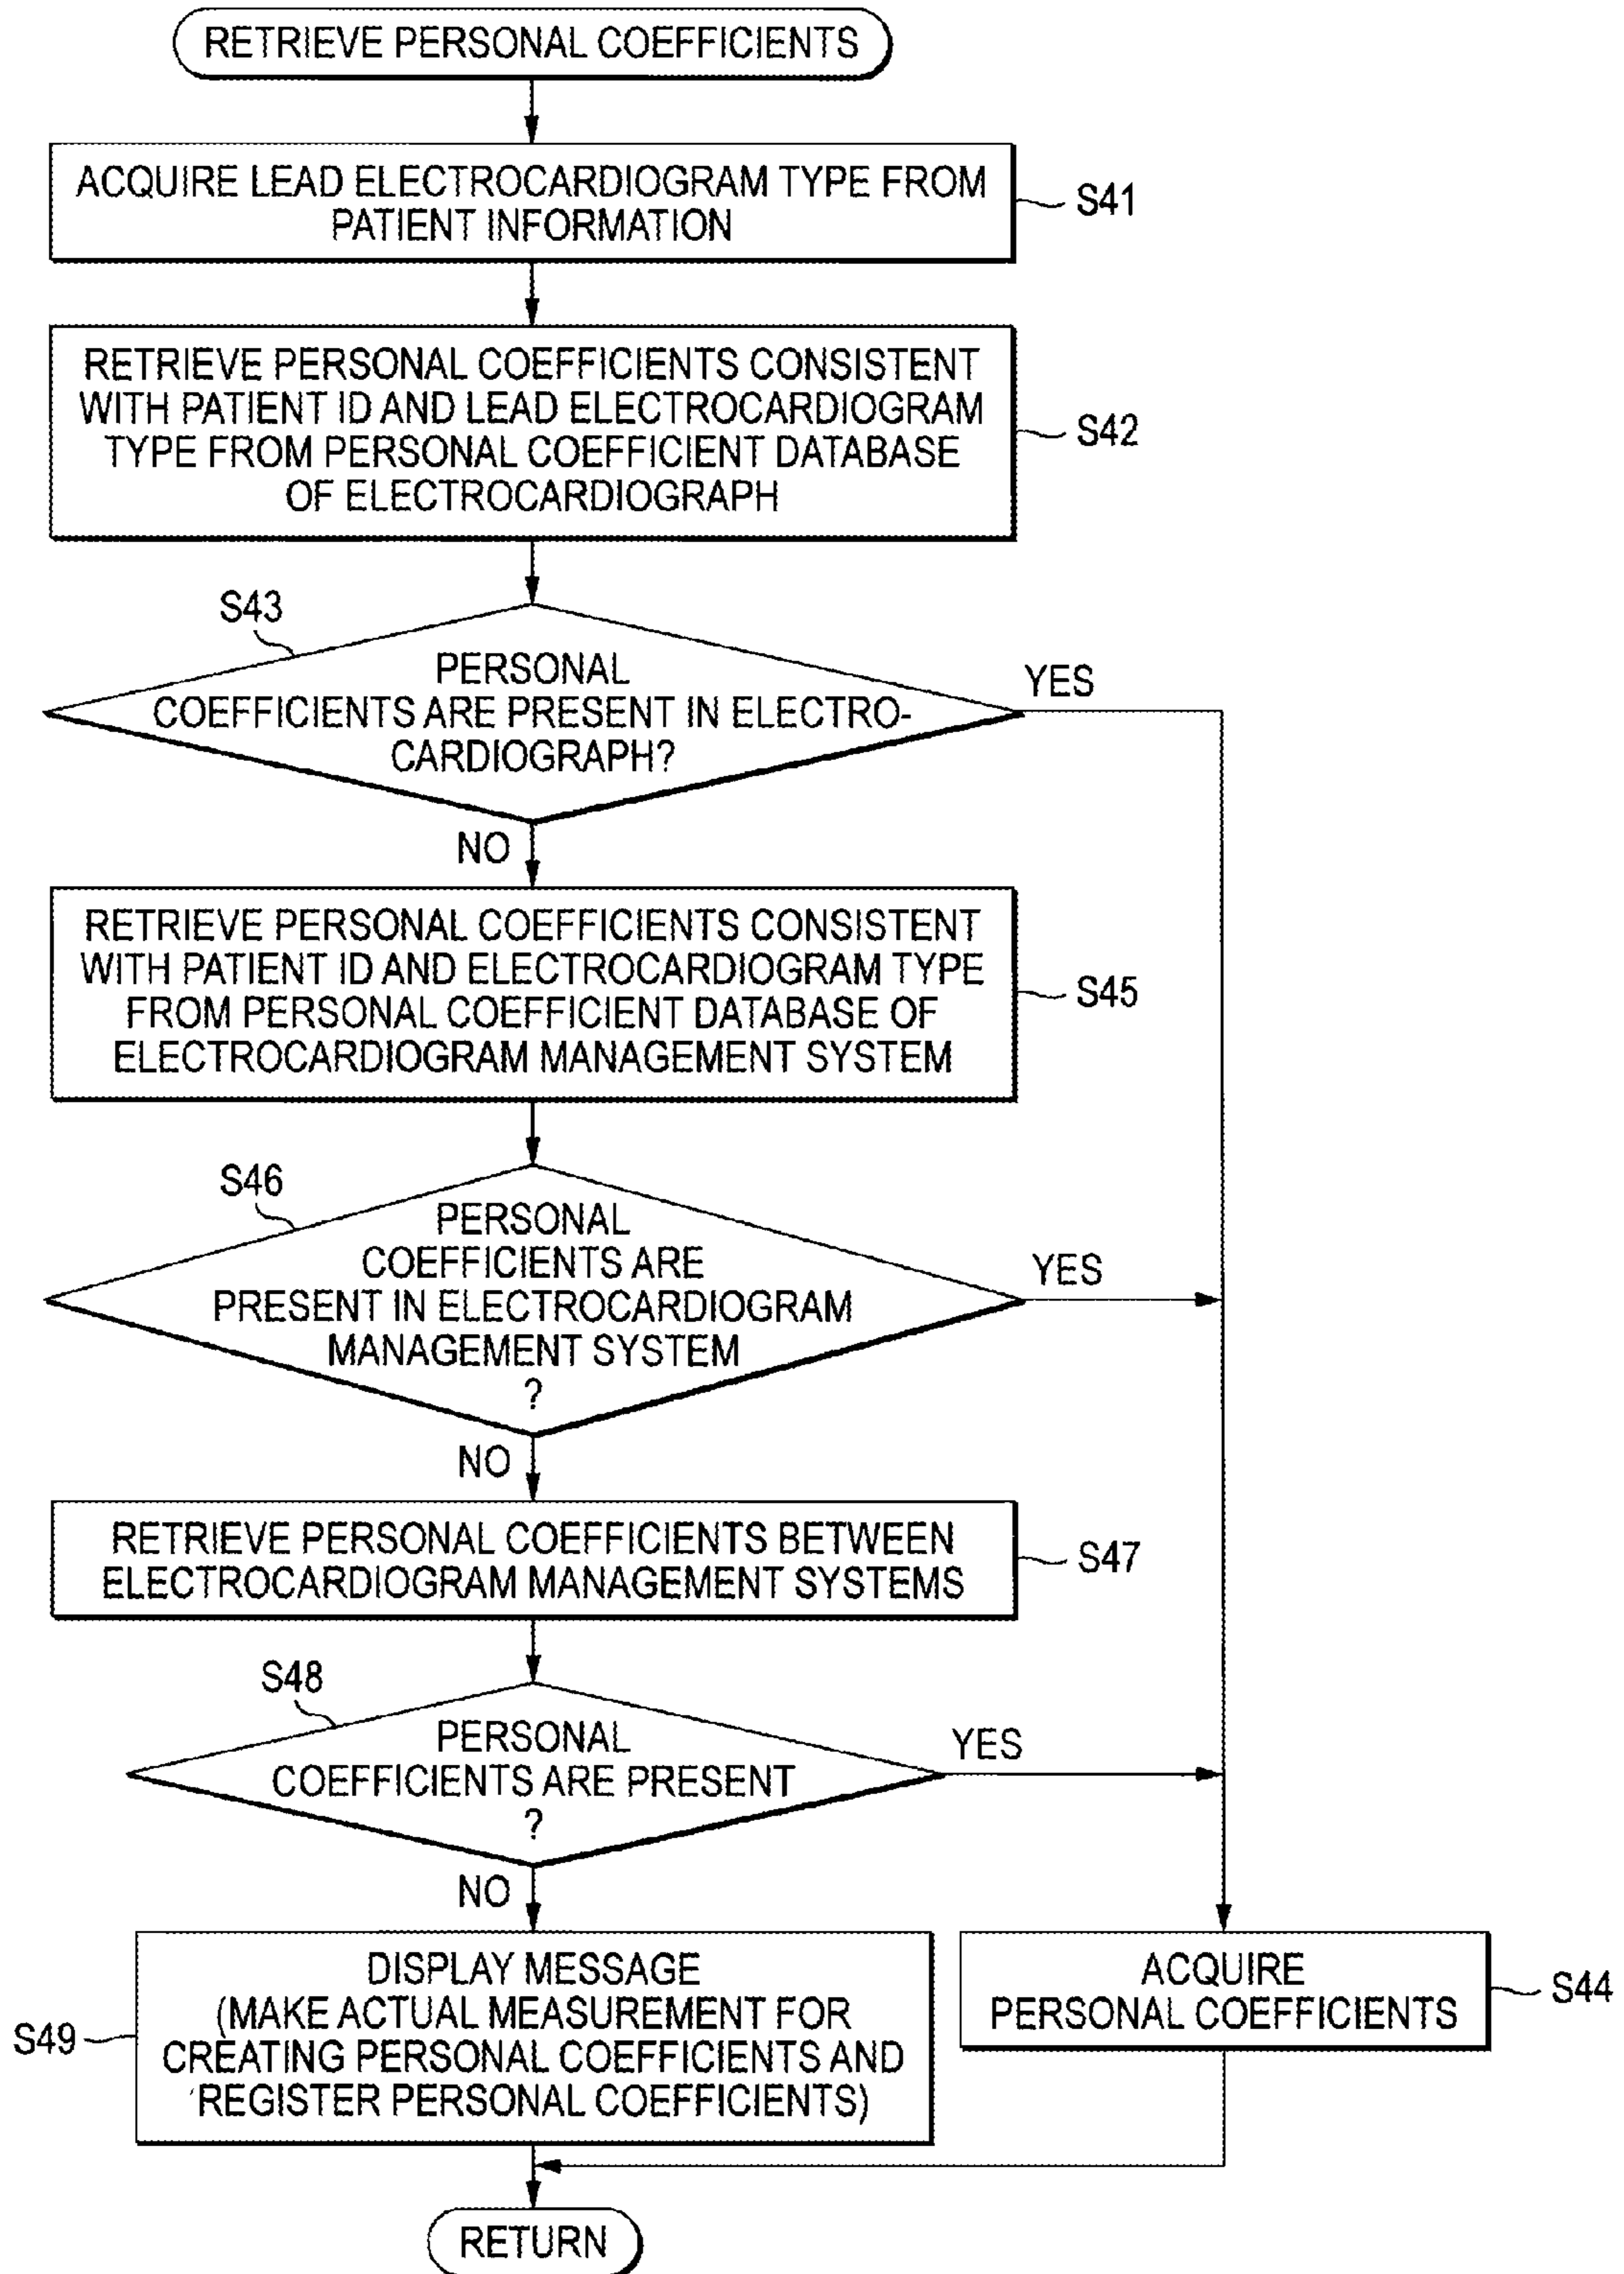 RETRIEVE PERSONAL COEFFICIENTS
ACQUIRE LEAD ELECTROCARDIOGRAM TYPE FROM
PATIENT INFORMATION
S41
RETRIEVE PERSONAL COEFFICIENTS CONSISTENT
WITH PATIENT ID AND LEAD ELECTROCARDIOGRAM
TYPE FROM PERSONAL COEFFICIENT DATABASE
OF ELECTROCARDIOGRAPH
S42
S43
PERSONAL
COEFFICIENTS ARE PRESENT IN ELECTRO-
CARDIOGRAPH?
YES
NO
RETRIEVE PERSONAL COEFFICIENTS CONSISTENT
WITH PATIENT ID AND ELECTROCARDIOGRAM TYPE
FROM PERSONAL COEFFICIENT DATABASE OF
ELECTROCARDIOGRAM MANAGEMENT SYSTEM
S45
S46
PERSONAL
COEFFICIENTS ARE
PRESENT IN ELECTROCARDIOGRAM
MANAGEMENT SYSTEM
?
YES
NO
RETRIEVE PERSONAL COEFFICIENTS BETWEEN
ELECTROCARDIOGRAM MANAGEMENT SYSTEMS
S47
S48
PERSONAL
COEFFICIENTS ARE PRESENT
?
YES
NO
S49
DISPLAY MESSAGE
(MAKE ACTUAL MEASUREMENT FOR
CREATING PERSONAL COEFFICIENTS AND
REGISTER PERSONAL COEFFICIENTS)
ACQUIRE
PERSONAL COEFFICIENTS
S44
RETURN